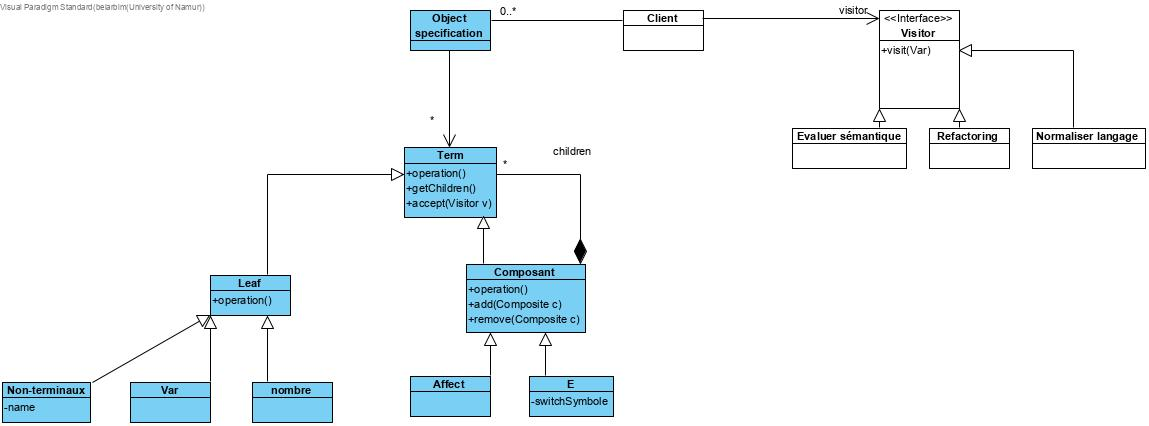 Visual Paradigm Standard(belarbim(University of Namur))
Object
specification
0..*
Client
visitor
<<Interface>>
Visitor
+visit(Var)
Evaluer sémantique
Refactoring
Normaliser langage
*
children
Term
*
+operation()
+getChildren()
+accept(Visitor v)
Leaf
+operation()
Composant
+operation()
+add(Composite c)
+remove(Composite c)
Non-terminaux
-name
Var
nombre
Affect
E
-switchSymbole